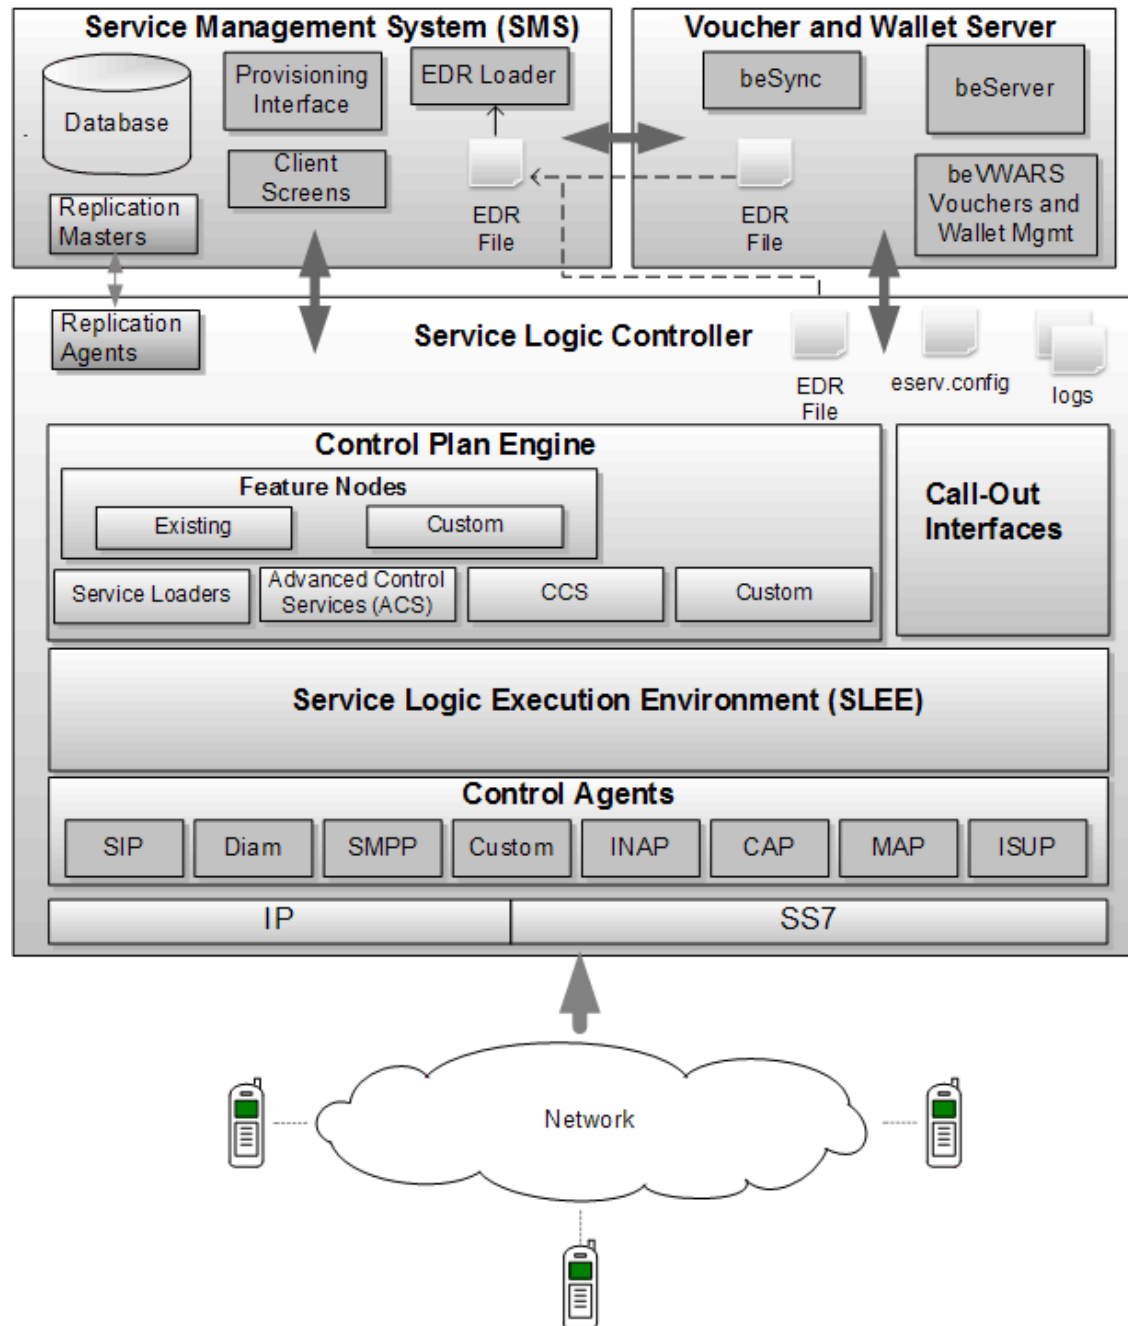 Service Management System (SMS)
Database
Provisioning
Interface
EDR Loader
Client
Screens
EDR
File
Replication
Masters
Voucher and Wallet Server
beSync
beServer
EDR
File
beVWARS
Vouchers and
Wallet Mgmt
Replication
Agents
Service Logic Controller
EDR
File
eserv.config
logs
Control Plan Engine
Feature Nodes
Existing
Custom
Service Loaders
Advanced Control
Services (ACS)
CCS
Custom
Call-Out
Interfaces
Service Logic Execution Environment (SLEE)
Control Agents
SIP
Diam
SMPP
Custom
INAP
CAP
MAP
ISUP
IP
SS7
Network